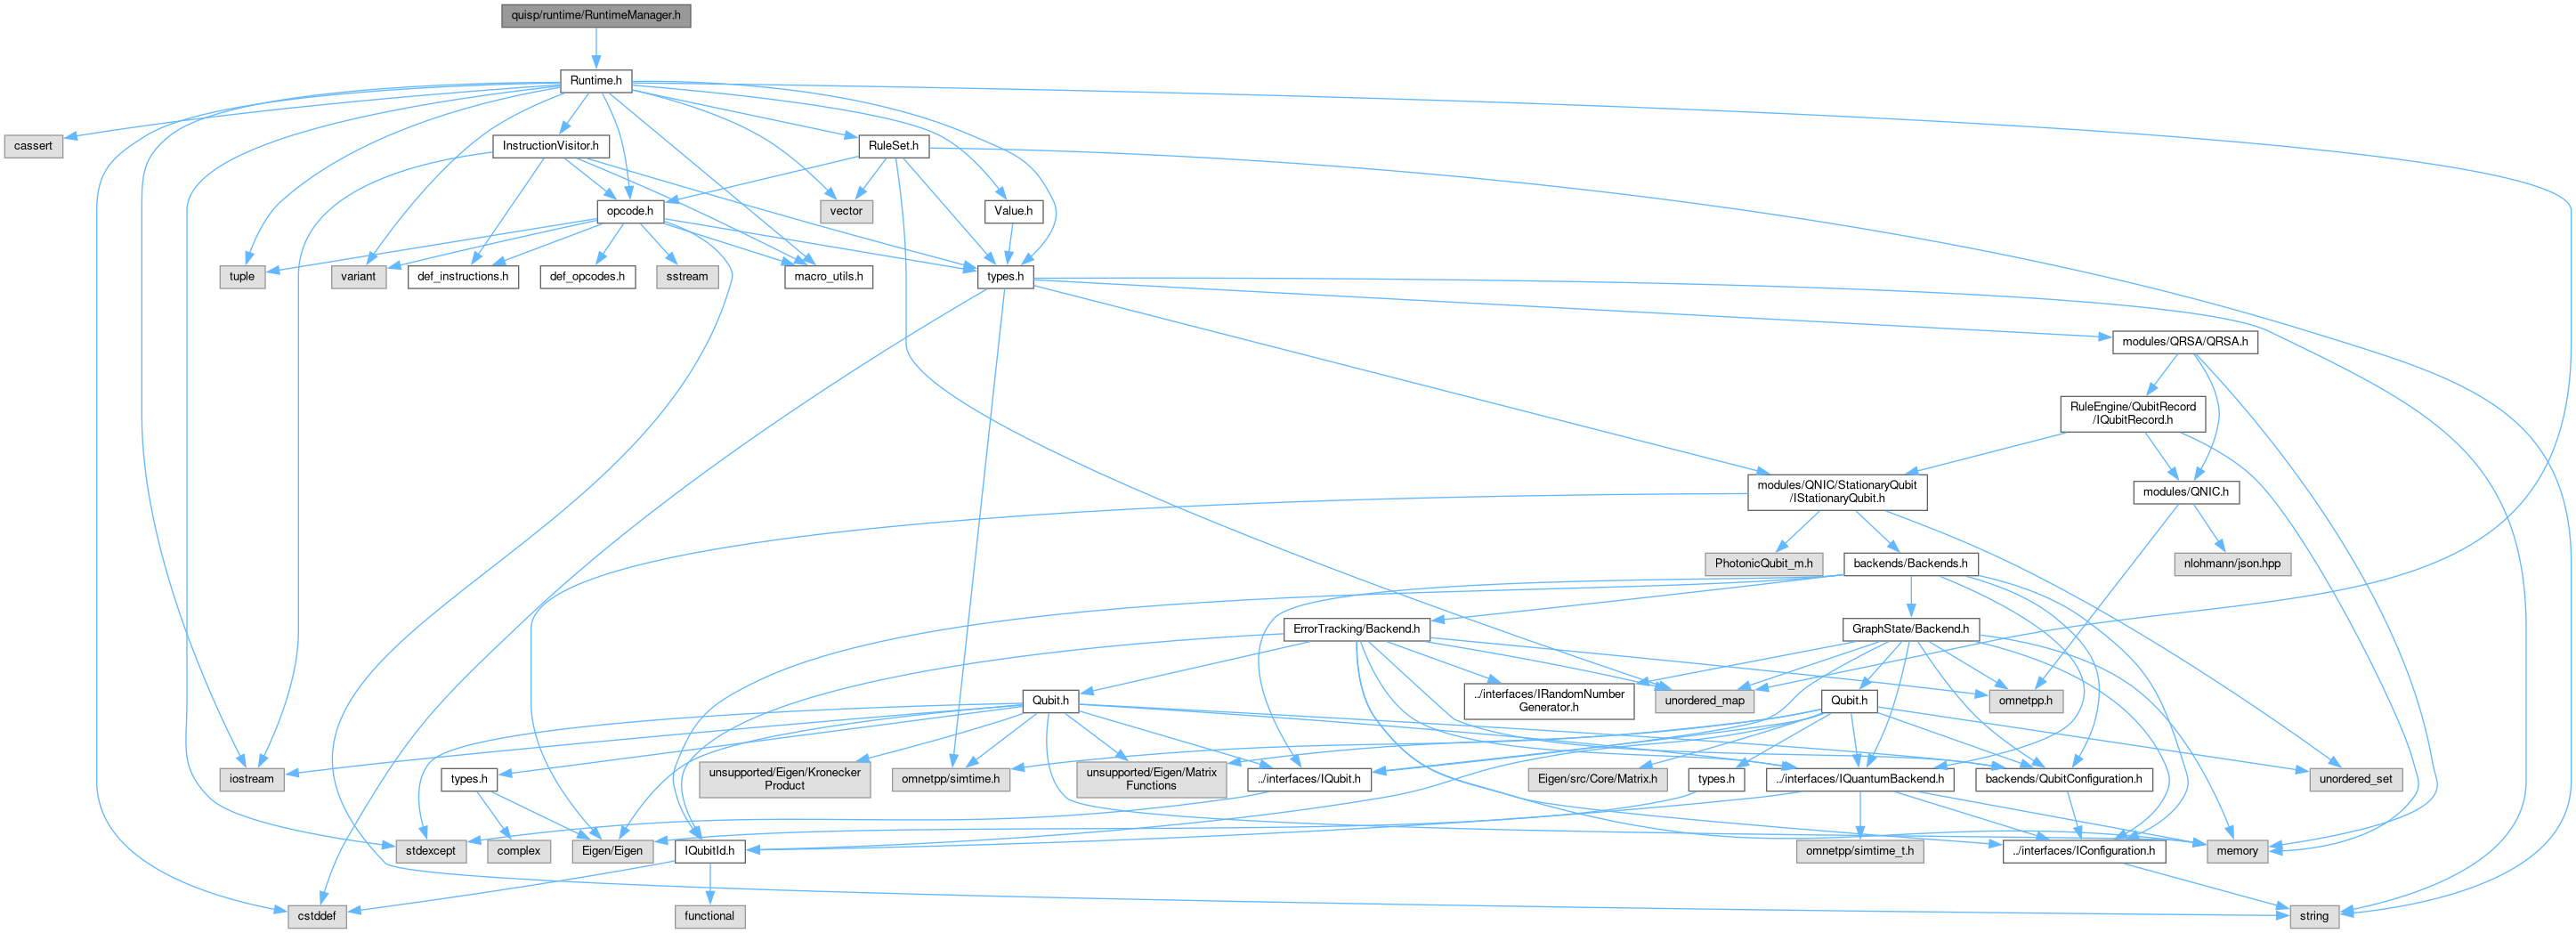 quisp/runtime/RuntimeManager.h
Runtime.h
cassert
InstructionVisitor.h
RuleSet.h
opcode.h
vector
Value.h
tuple
variant
def_instructions.h
def_opcodes.h
sstream
macro_utils.h
types.h
modules/QRSA/QRSA.h
RuleEngine/QubitRecord
/IQubitRecord.h
modules/QNIC/StationaryQubit
/IStationaryQubit.h
modules/QNIC.h
PhotonicQubit_m.h
backends/Backends.h
nlohmann/json.hpp
ErrorTracking/Backend.h
GraphState/Backend.h
Qubit.h
../interfaces/IRandomNumber
Generator.h
unordered_map
Qubit.h
omnetpp.h
iostream
types.h
unsupported/Eigen/Kronecker
Product
omnetpp/simtime.h
unsupported/Eigen/Matrix
Functions
../interfaces/IQubit.h
Eigen/src/Core/Matrix.h
types.h
../interfaces/IQuantumBackend.h
backends/QubitConfiguration.h
unordered_set
stdexcept
complex
Eigen/Eigen
IQubitId.h
omnetpp/simtime_t.h
../interfaces/IConfiguration.h
memory
cstddef
functional
string